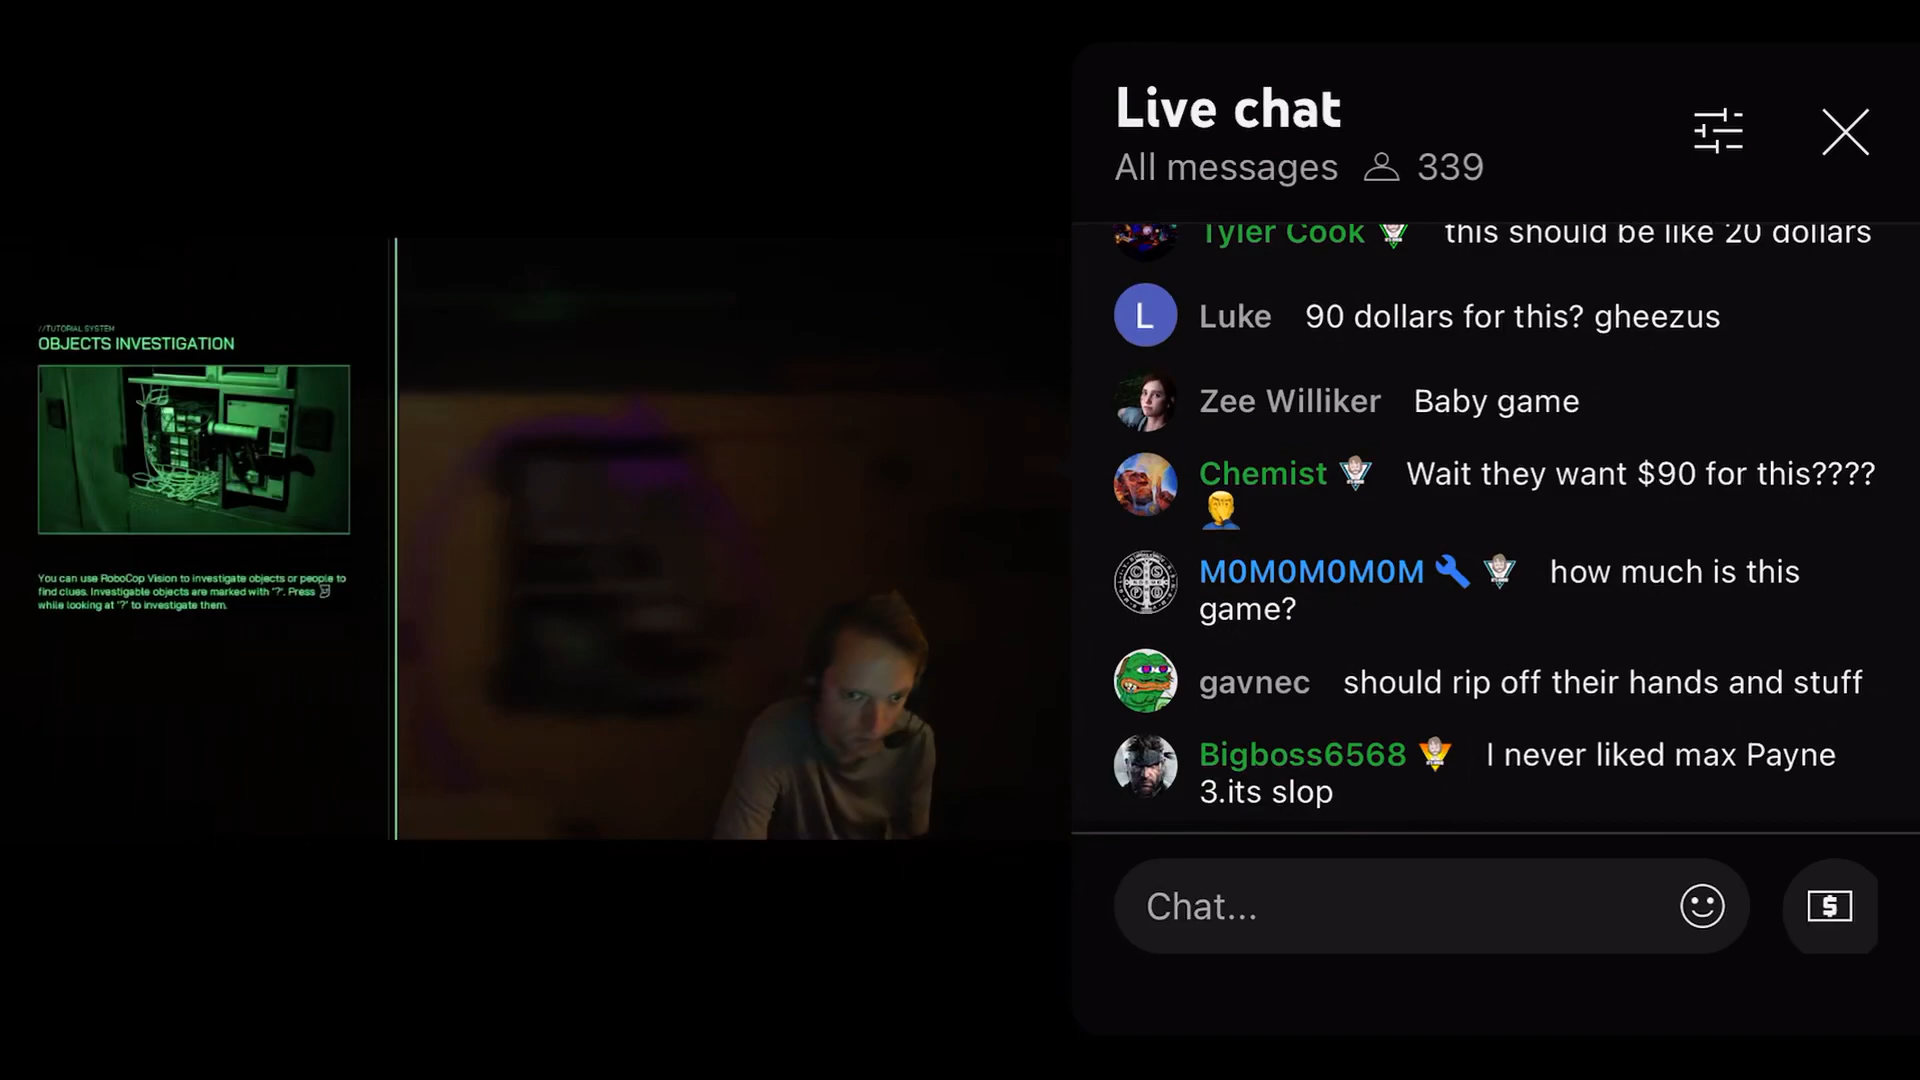 //TUTORIAL SYSTEM
OBJECTS INVESTIGATION
You can use RoboCop Vision to investigate objects or people to
find clues. Investigable objects are marked with '?'. Press
while looking at '?' to investigate them.
Live chat
All messages 339
Tyler Cook this should be like 20 dollars
L Luke 90 dollars for this? gheezus
Zee Williker Baby game
Chemist Wait they want $90 for this????
M0M0M0M0M how much is this
game?
gavnec should rip off their hands and stuff
Bigboss6568 I never liked max Payne
3.its slop
Chat...
$